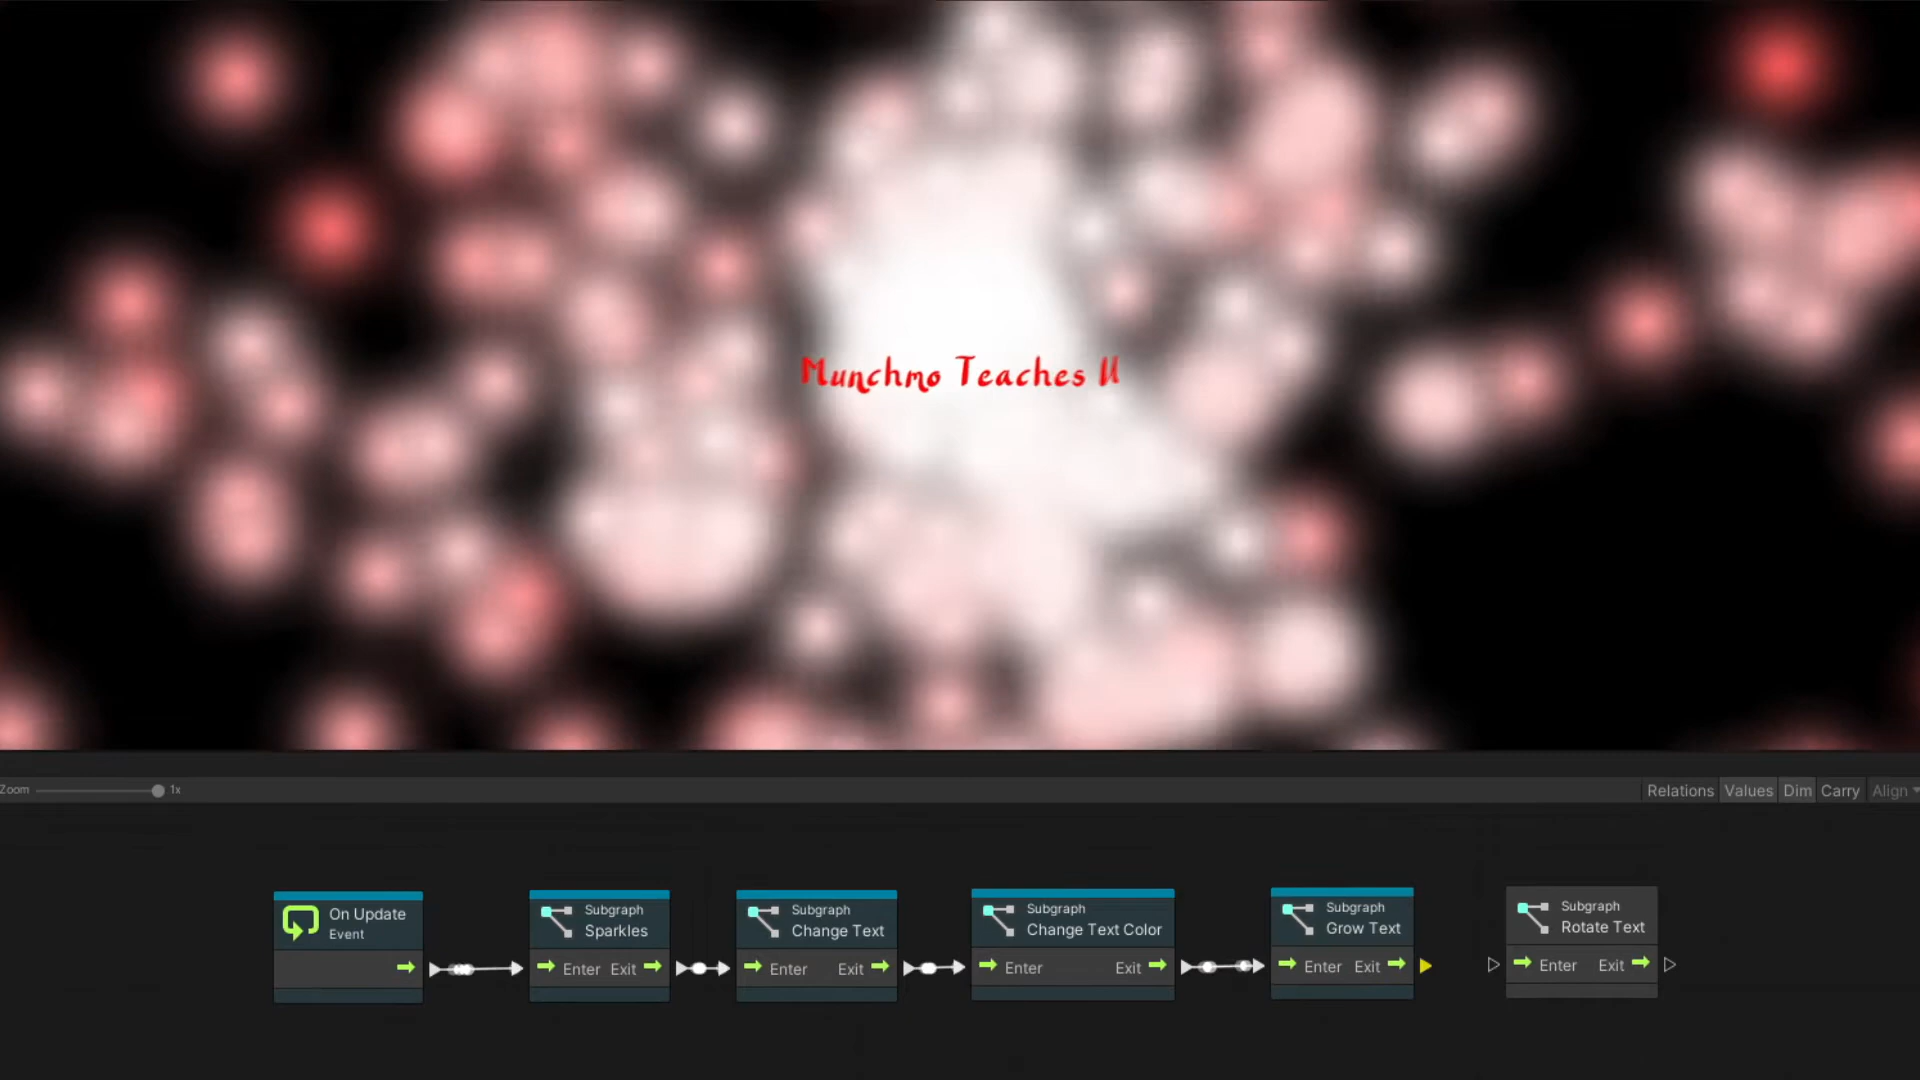 Munchmo Teaches U
Zoom 1x Relations Values Dim Carry Align
On Update
Event
Subgraph
Sparkles
Enter Exit
Subgraph
Change Text
Enter Exit
Subgraph
Change Text Color
Enter Exit
Subgraph
Grow Text
Enter Exit
Subgraph
Rotate Text
Enter Exit